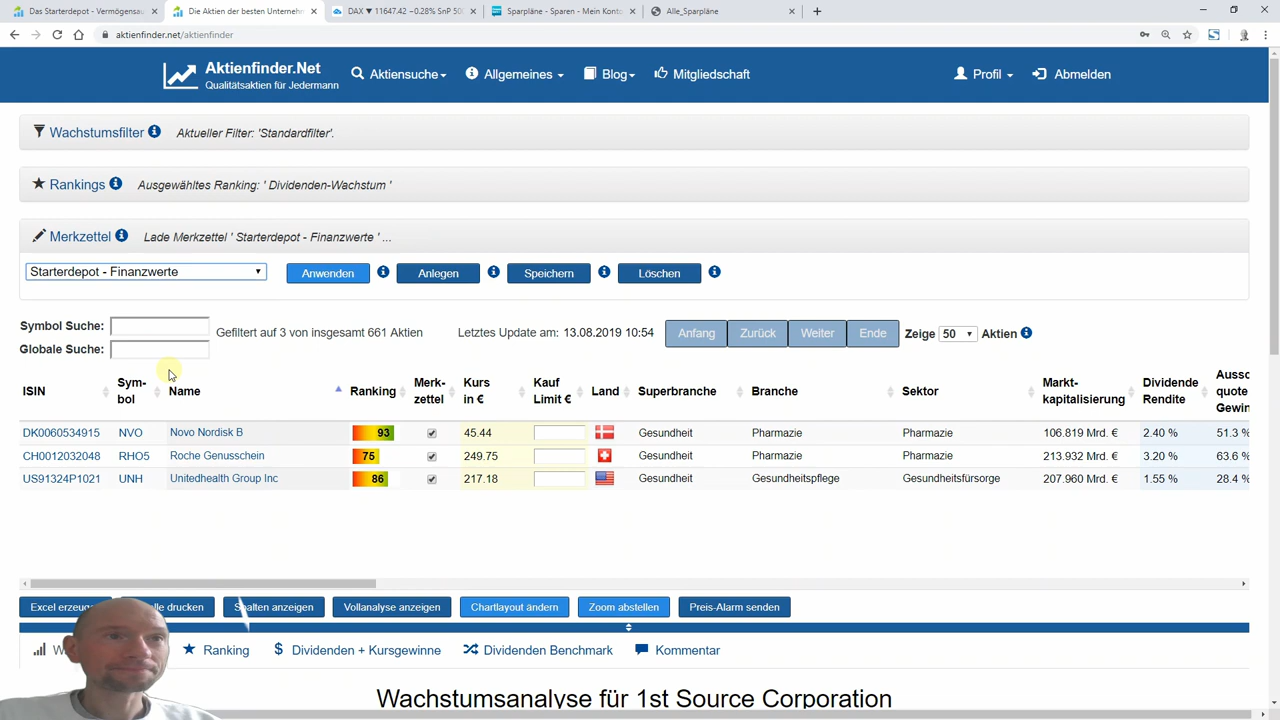 Das Starterdepot - Vermögensau
Die Aktien der besten Unternehm
DAX ▼ 11647.42 −0.28% SnP 500
Sparpläne - Sparen - Mein Konto
Alle_Sparpläne
aktienfinder.net/aktienfinder
Aktienfinder.Net
Qualitätsaktien für Jedermann
Aktiensuche
Allgemeines
Blog
Mitgliedschaft
Profil
Abmelden
Wachstumsfilter
Aktueller Filter: 'Standardfilter'.
Rankings
Ausgewähltes Ranking: ' Dividenden-Wachstum '
Merkzettel
Lade Merkzettel ' Starterdepot - Finanzwerte ' ...
Starterdepot - Finanzwerte
Anwenden
Anlegen
Speichern
Löschen
Symbol Suche:
Globale Suche:
Gefiltert auf 3 von insgesamt 661 Aktien
Letztes Update am: 13.08.2019 10:54
Anfang
Zurück
Weiter
Ende
Zeige 50 Aktien
ISIN
Sym-
bol
Name
Ranking
Merk-
zettel
Kurs
in €
Kauf
Limit €
Land
Superbranche
Branche
Sektor
Markt-
kapitalisierung
Dividende
Rendite
Aussc
quote
Gewin
DK0060534915 NVO Novo Nordisk B 93 45.44 Gesundheit Pharmazie Pharmazie 106.819 Mrd. € 2.40 % 51.3 %
CH0012032048 RHO5 Roche Genusschein 75 249.75 Gesundheit Pharmazie Pharmazie 213.932 Mrd. € 3.20 % 63.6 %
US91324P1021 UNH Unitedhealth Group Inc 86 217.18 Gesundheit Gesundheitspflege Gesundheitsfürsorge 207.960 Mrd. € 1.55 % 28.4 %
Excel erzeug
drucken
Spalten anzeigen
Vollanalyse anzeigen
Chartlayout ändern
Zoom abstellen
Preis-Alarm senden
Ranking
Dividenden + Kursgewinne
Dividenden Benchmark
Kommentar
Wachstumsanalyse für 1st Source Corporation